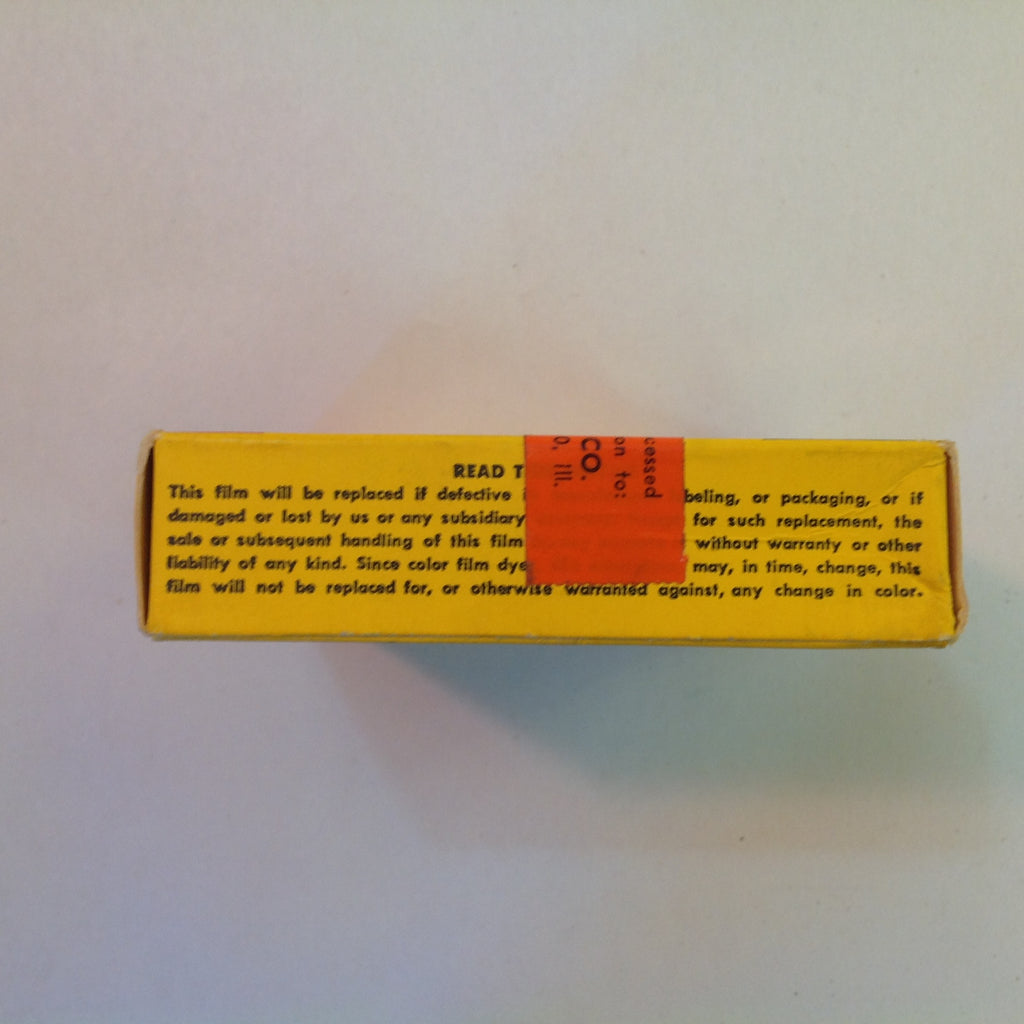 READ T
This film will be replaced if defective i beling, or packaging, or if
damaged or lost by us or any subsidiary for such replacement, the
sale or subsequent handling of this film without warranty or other
liability of any kind. Since color film dye may, in time, change, this
film will not be replaced for, or otherwise warranted against, any change in color.
cessed
on to:
CO.
O, Ill.